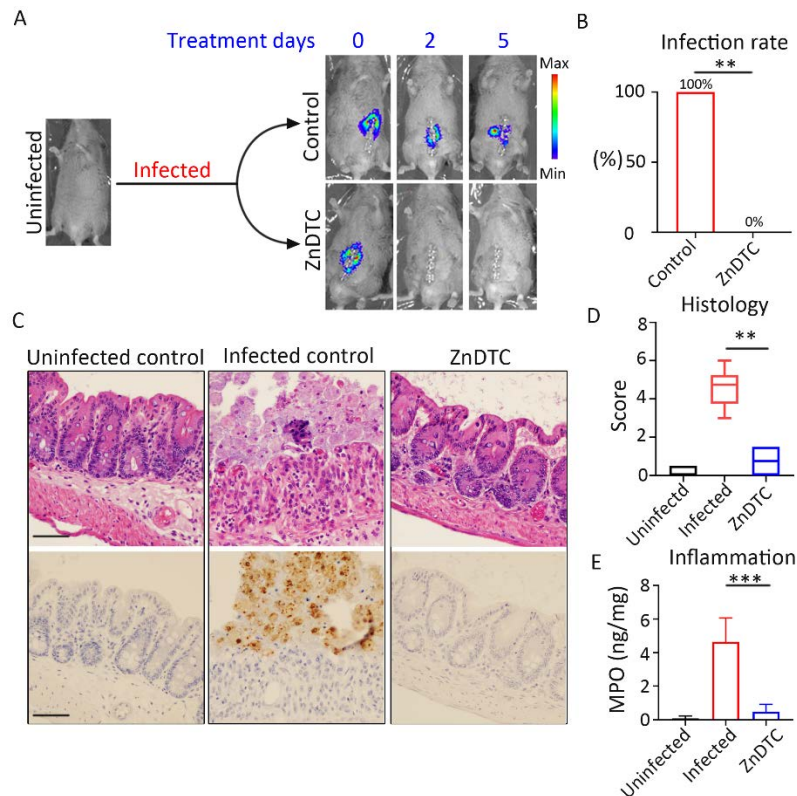 A
Treatment days 0 2 5
Uninfected
Infected
Control
ZnDTC
Max
Min
B
Infection rate
**
100%
100
(%) 50
0
0%
Control
ZnDTC
C
Uninfected control
Infected control
ZnDTC
D
Histology
**
Score
6
4
2
0
Uninfectd
Infected
ZnDTC
E
Inflammation
***
MPO (ng/mg)
8
6
4
2
0
Uninfected
Infected
ZnDTC